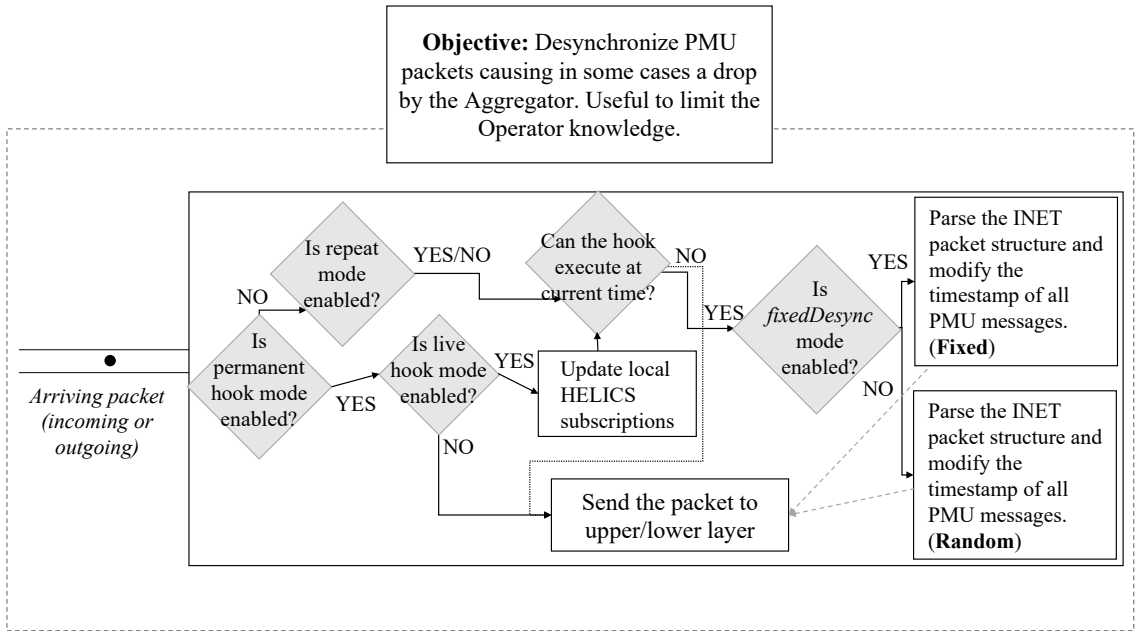 Objective: Desynchronize PMU
packets causing in some cases a drop
by the Aggregator. Useful to limit the
Operator knowledge.
Arriving packet
(incoming or
outgoing)
Is
permanent
hook mode
enabled?
NO
YES
Is repeat
mode
enabled?
YES/NO
Is live
hook mode
enabled?
YES
NO
Update local
HELICS
subscriptions
Can the hook
execute at
current time?
NO
YES
Is
fixedDesync
mode
enabled?
YES
NO
Parse the INET
packet structure and
modify the
timestamp of all
PMU messages.
(Fixed)
Parse the INET
packet structure and
modify the
timestamp of all
PMU messages.
(Random)
Send the packet to
upper/lower layer